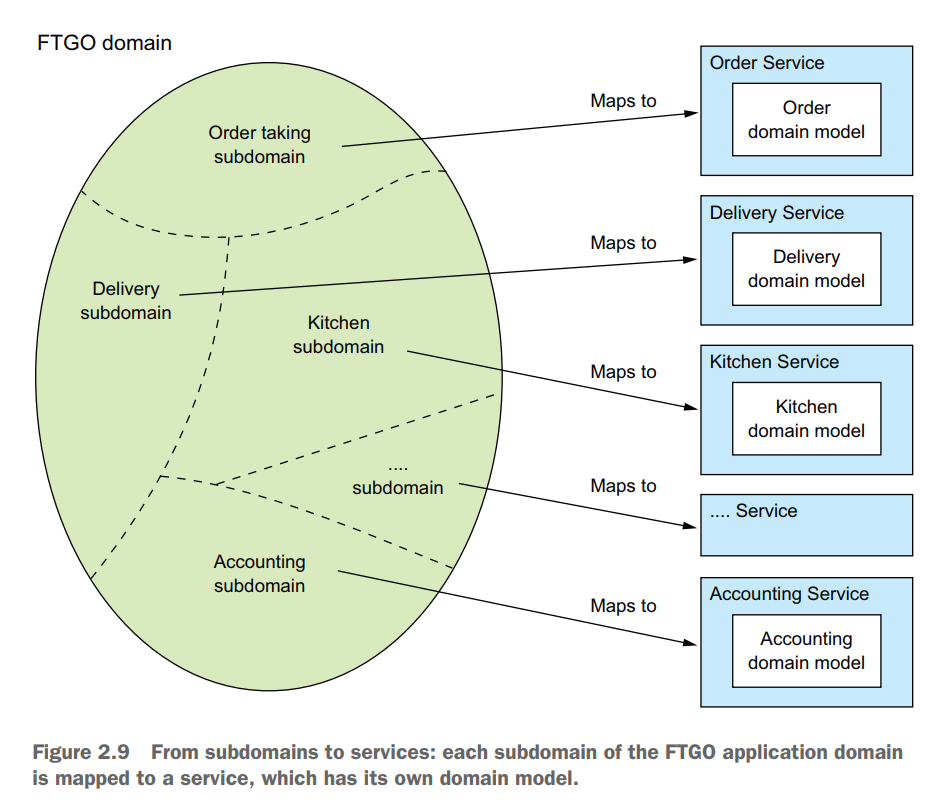 FTGO domain
Order taking
subdomain
Delivery
subdomain
Kitchen
subdomain
....
subdomain
Accounting
subdomain
Maps to
Maps to
Maps to
Maps to
Maps to
Order Service
Order
domain model
Delivery Service
Delivery
domain model
Kitchen Service
Kitchen
domain model
.... Service
Accounting Service
Accounting
domain model
Figure 2.9 From subdomains to services: each subdomain of the FTGO application domain
is mapped to a service, which has its own domain model.